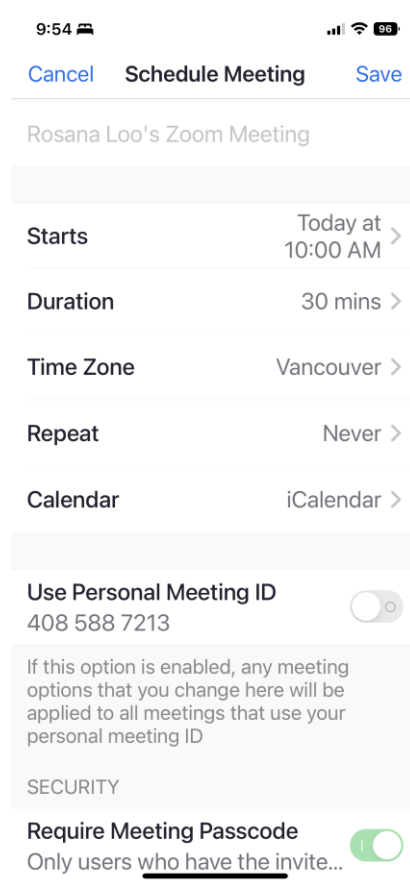 9:54
96
Cancel Schedule Meeting Save
Rosana Loo's Zoom Meeting
Starts Today at
10:00 AM
Duration 30 mins
Time Zone Vancouver
Repeat Never
Calendar iCalendar
Use Personal Meeting ID
408 588 7213
If this option is enabled, any meeting
options that you change here will be
applied to all meetings that use your
personal meeting ID
SECURITY
Require Meeting Passcode
Only users who have the invite...